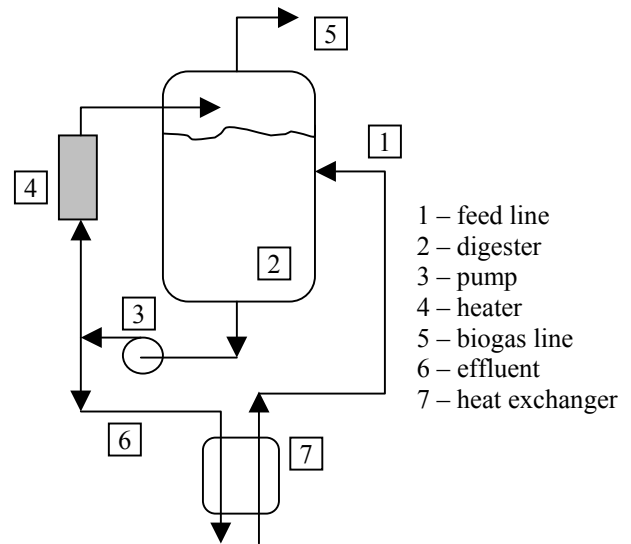 5
1
4
2
3
6
7
1 – feed line
2 – digester
3 – pump
4 – heater
5 – biogas line
6 – effluent
7 – heat exchanger